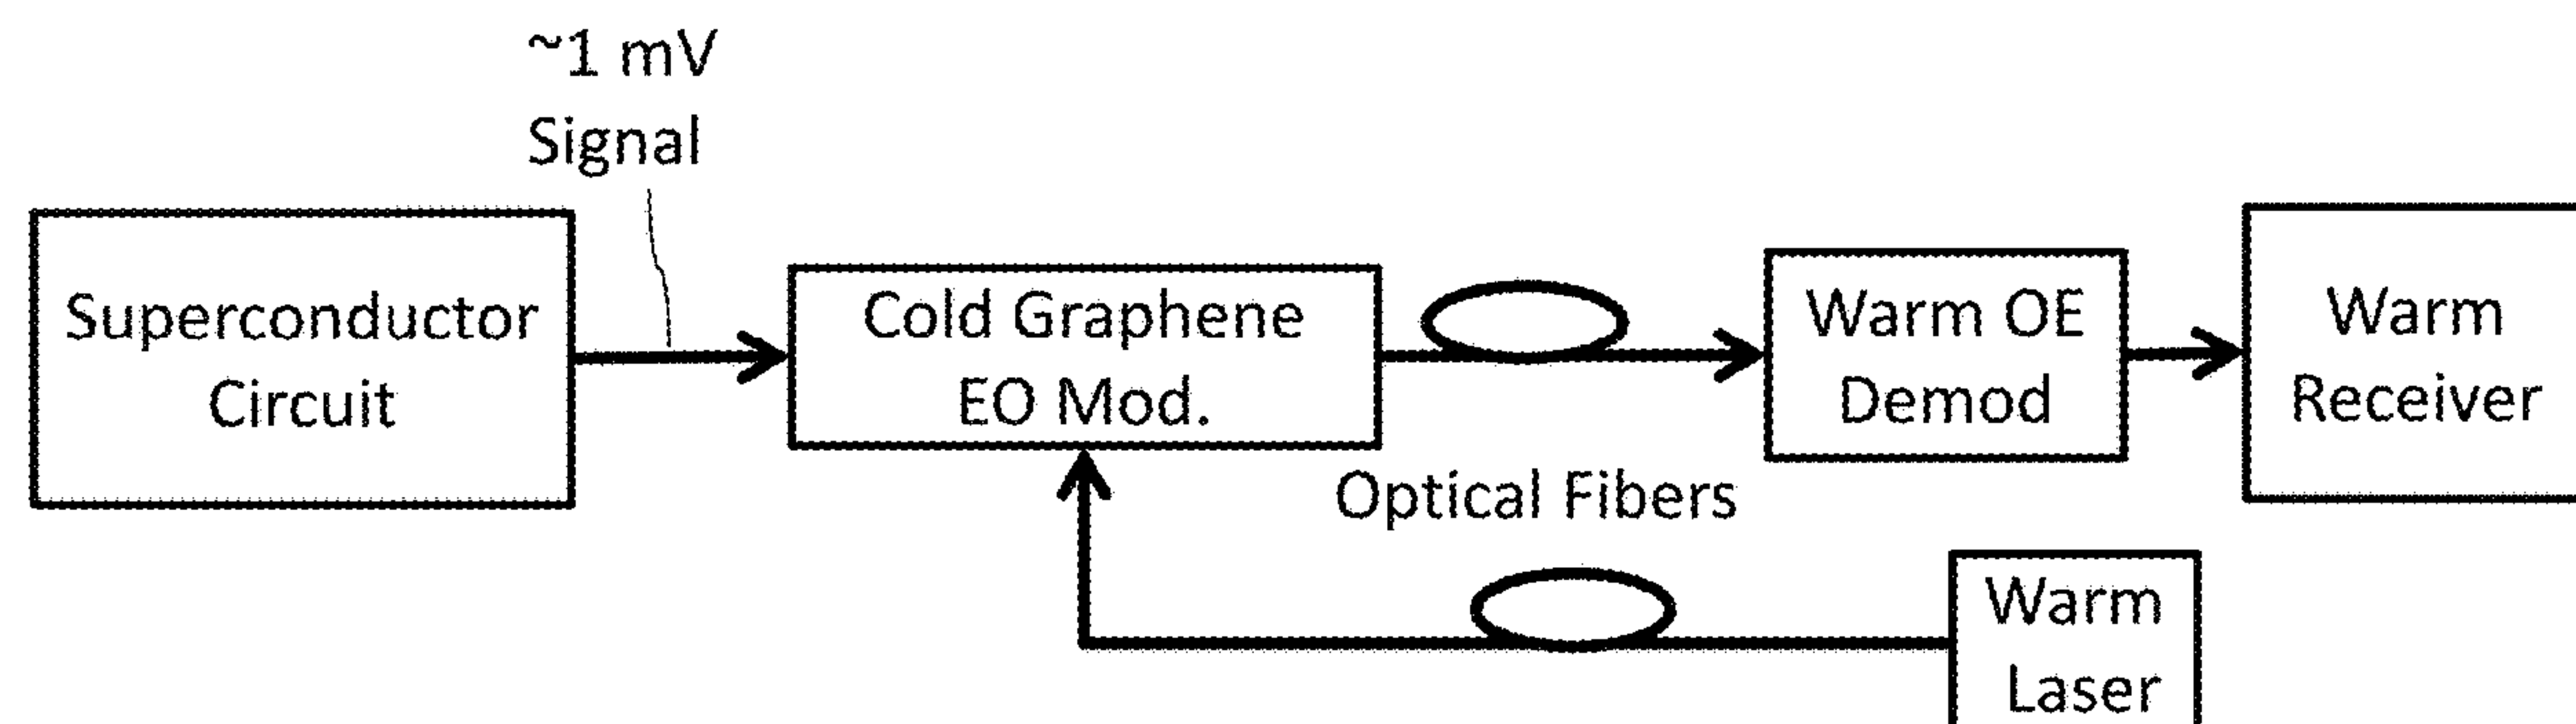 ~1 mV
Signal
Superconductor
Circuit
Cold Graphene
EO Mod.
Warm OE
Demod
Warm
Receiver
Optical Fibers
Warm
Laser